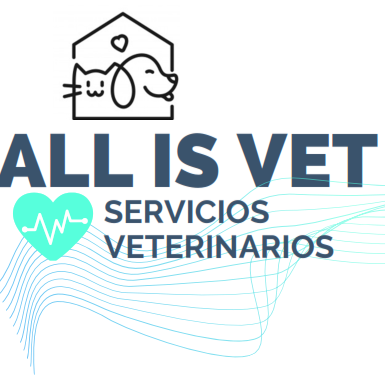 ALL IS VET
SERVICIOS
VETERINARIOS